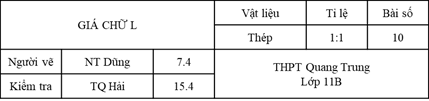 GIÁ CHỮ L
Vật liệu Tỉ lệ Bài số
Thép 1:1 10
Người vẽ NT Dũng 7.4
Kiểm tra TQ Hải 15.4
THPT Quang Trung
Lớp 11B